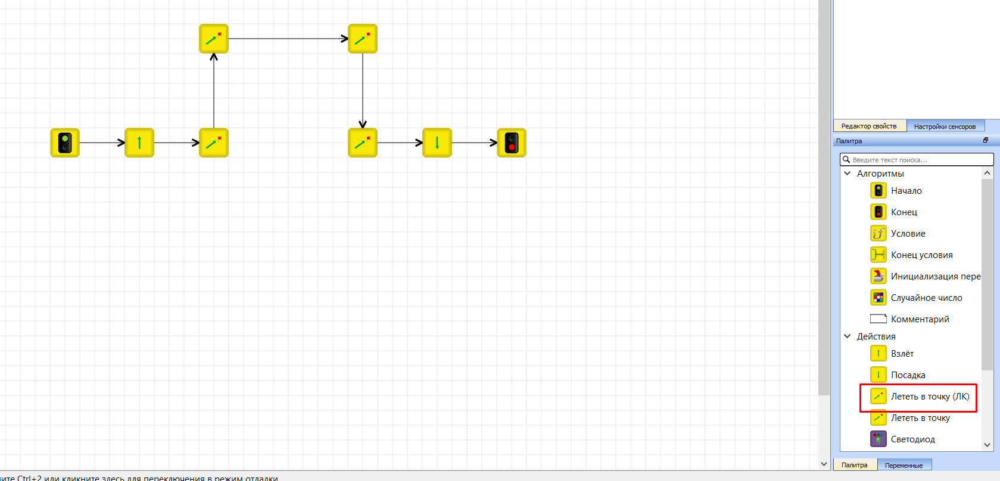 Редактор свойств
Настройки сенсоров
Палитра
Введите текст поиска...
Алгоритмы
Начало
Конец
if
Условие
Конец условия
Инициализация пере
Случайное число
Комментарий
Действия
Взлёт
Посадка
Лететь в точку (ЛК)
Лететь в точку
Светодиод
Палитра
Переменные
ите Ctrl+2 или кликните здесь для переключения в режим отладки